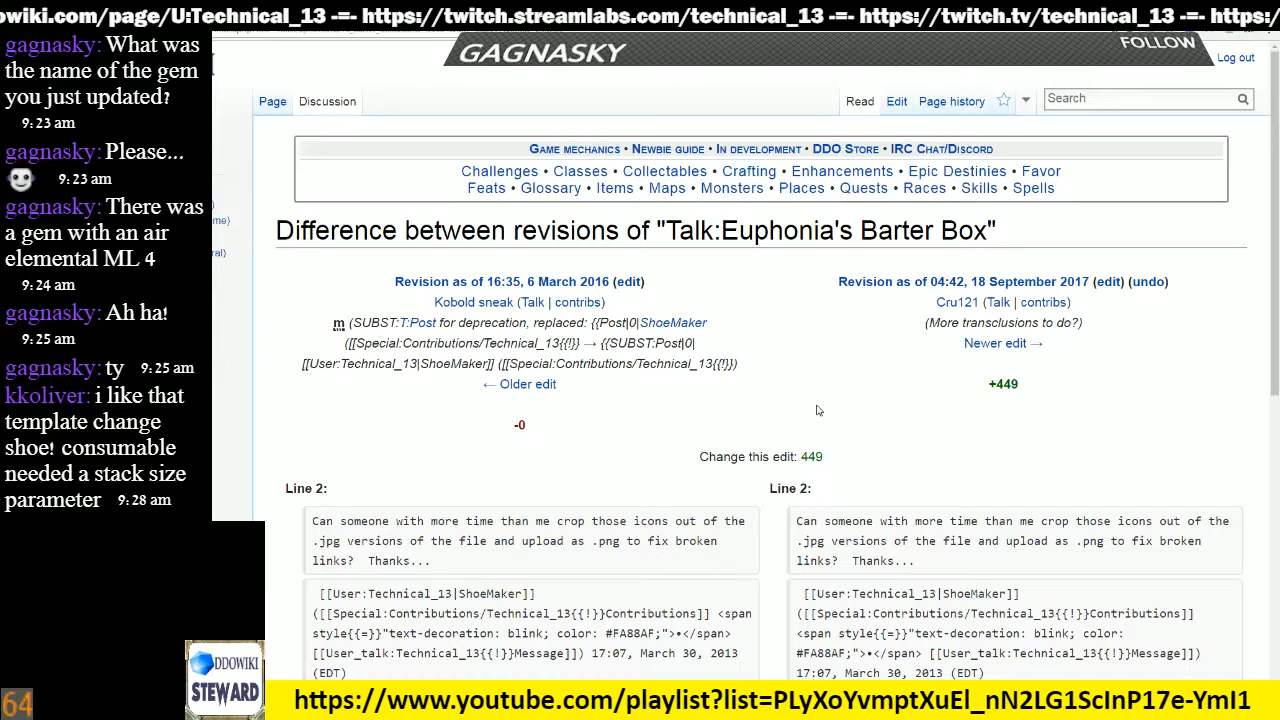 owiki.com/page/U:Technical_13 -=- https://twitch.streamlabs.com/technical_13 -=- https://twitch.tv/technical_13 -=- https:/
gagnasky: What was
the name of the gem
you just updated?
9:23 am
gagnasky: Please...
9:23 am
gagnasky: There was
a gem with an air
elemental ML 4
9:24 am
gagnasky: Ah ha!
9:25 am
gagnasky: ty 9:25 am
kkoliver: i like that
template change
shoe! consumable
needed a stack size
parameter 9:28 am
me)
ral)
GAGNASKY
FOLLOW
Log out
Page Discussion
Read Edit Page history
Search
Game mechanics • Newbie guide • In development • DDO Store • IRC Chat/Discord
Challenges • Classes • Collectables • Crafting • Enhancements • Epic Destinies • Favor
Feats • Glossary • Items • Maps • Monsters • Places • Quests • Races • Skills • Spells
Difference between revisions of "Talk:Euphonia's Barter Box"
Revision as of 16:35, 6 March 2016 (edit)
Kobold sneak (Talk | contribs)
m (SUBST:T:Post for deprecation, replaced: {{Post|0|ShoeMaker
([[Special:Contributions/Technical_13{{!}} → {{SUBST:Post|0|
[[User:Technical_13|ShoeMaker]] ([[Special:Contributions/Technical_13{{!}})
← Older edit
-0
Revision as of 04:42, 18 September 2017 (edit) (undo)
Cru121 (Talk | contribs)
(More transclusions to do?)
Newer edit →
+449
Change this edit: 449
Line 2:
Can someone with more time than me crop those icons out of the
.jpg versions of the file and upload as .png to fix broken
links?  Thanks...
[[User:Technical_13|ShoeMaker]]
([[Special:Contributions/Technical_13{{!}}Contributions]] <span
style{{=}}"text-decoration: blink; color: #FA88AF;">•</span>
[[User_talk:Technical_13{{!}}Message]]) 17:07, March 30, 2013
(EDT)
Line 2:
Can someone with more time than me crop those icons out of the
.jpg versions of the file and upload as .png to fix broken
links?  Thanks...
[[User:Technical_13|ShoeMaker]]
([[Special:Contributions/Technical_13{{!}}Contributions]]
<span style{{=}}"text-decoration: blink; color:
#FA88AF;">•</span> [[User_talk:Technical_13{{!}}Message]])
17:07, March 30, 2013 (EDT)
DDOWIKI
STEWARD
64
https://www.youtube.com/playlist?list=PLyXoYvmptXuEl_nN2LG1ScInP17e-YmI1